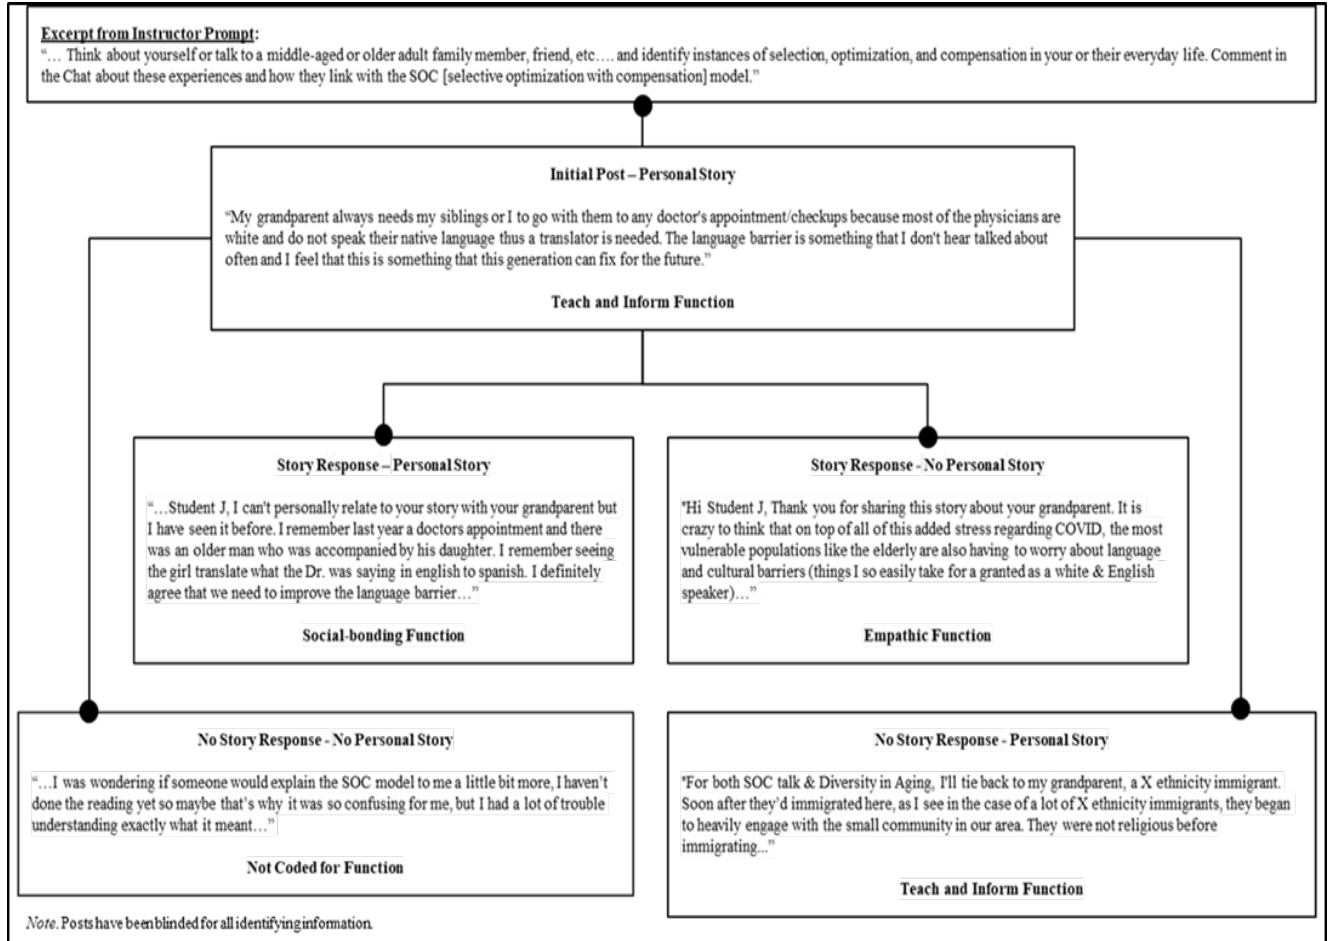 Excerpt from Instructor Prompt:
“… Think about yourself or talk to a middle-aged or older adult family member, friend, etc…. and identify instances of selection, optimization, and compensation in your or their everyday life. Comment in
the Chat about these experiences and how they link with the SOC [selective optimization with compensation] model.”
Initial Post – Personal Story
“My grandparent always needs my siblings or I to go with them to any doctor's appointment/checkups because most of the physicians are
white and do not speak their native language thus a translator is needed. The language barrier is something that I don't hear talked about
often and I feel that this is something that this generation can fix for the future.”
Teach and Inform Function
Story Response – Personal Story
“…Student J, I can't personally relate to your story with your grandparent but
I have seen it before. I remember last year a doctors appointment and there
was an older man who was accompanied by his daughter. I remember seeing
the girl translate what the Dr. was saying in english to spanish. I definitely
agree that we need to improve the language barrier…”
Social-bonding Function
Story Response - No Personal Story
"Hi Student J, Thank you for sharing this story about your grandparent. It is
crazy to think that on top of all of this added stress regarding COVID, the most
vulnerable populations like the elderly are also having to worry about language
and cultural barriers (things I so easily take for a granted as a white & English
speaker)…”
Empathic Function
No Story Response - No Personal Story
“…I was wondering if someone would explain the SOC model to me a little bit more, I haven’t
done the reading yet so maybe that’s why it was so confusing for me, but I had a lot of trouble
understanding exactly what it meant…”
Not Coded for Function
No Story Response - Personal Story
"For both SOC talk & Diversity in Aging, I'll tie back to my grandparent, a X ethnicity immigrant.
Soon after they’d immigrated here, as I see in the case of a lot of X ethnicity immigrants, they began
to heavily engage with the small community in our area. They were not religious before
immigrating...”
Teach and Inform Function
Note. Posts have been blinded for all identifying information.